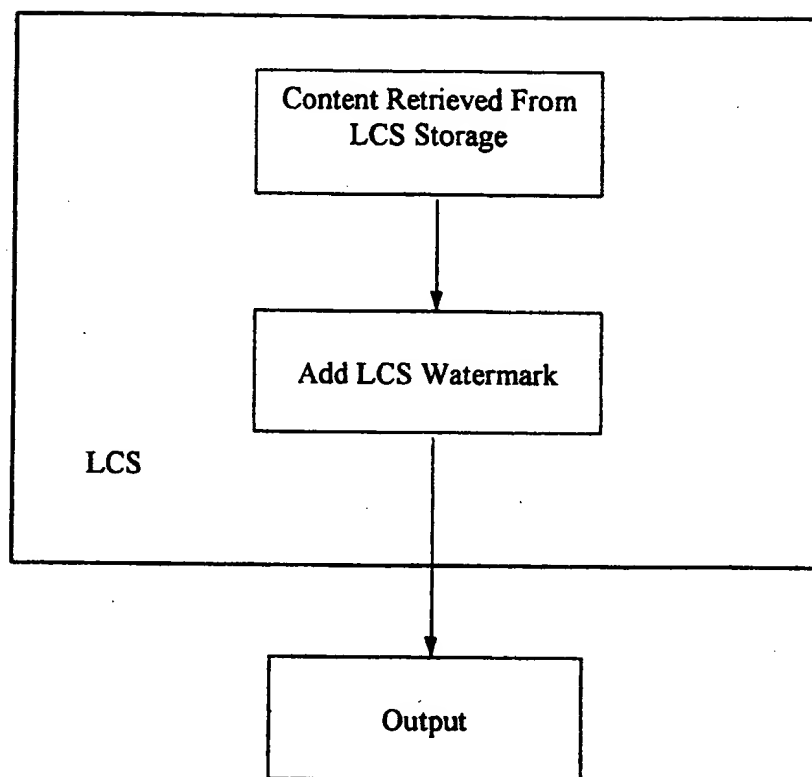 Content Retrieved From
LCS Storage
Add LCS Watermark
LCS
Output